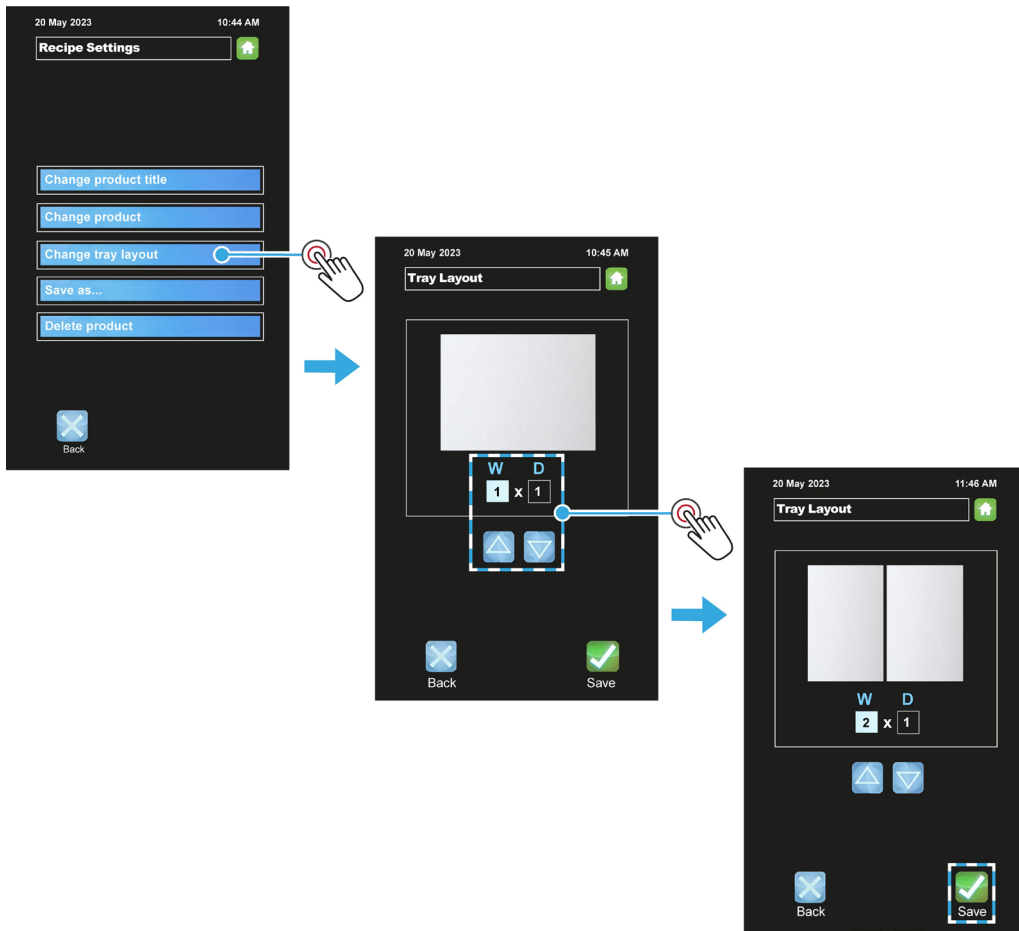 20 May 2023 10:44 AM
Recipe Settings
Change product title
Change product
Change tray layout
Save as...
Delete product
Back
20 May 2023 10:45 AM
Tray Layout
W D
1 x 1
Back Save
20 May 2023 11:46 AM
Tray Layout
W D
2 x 1
Back Save